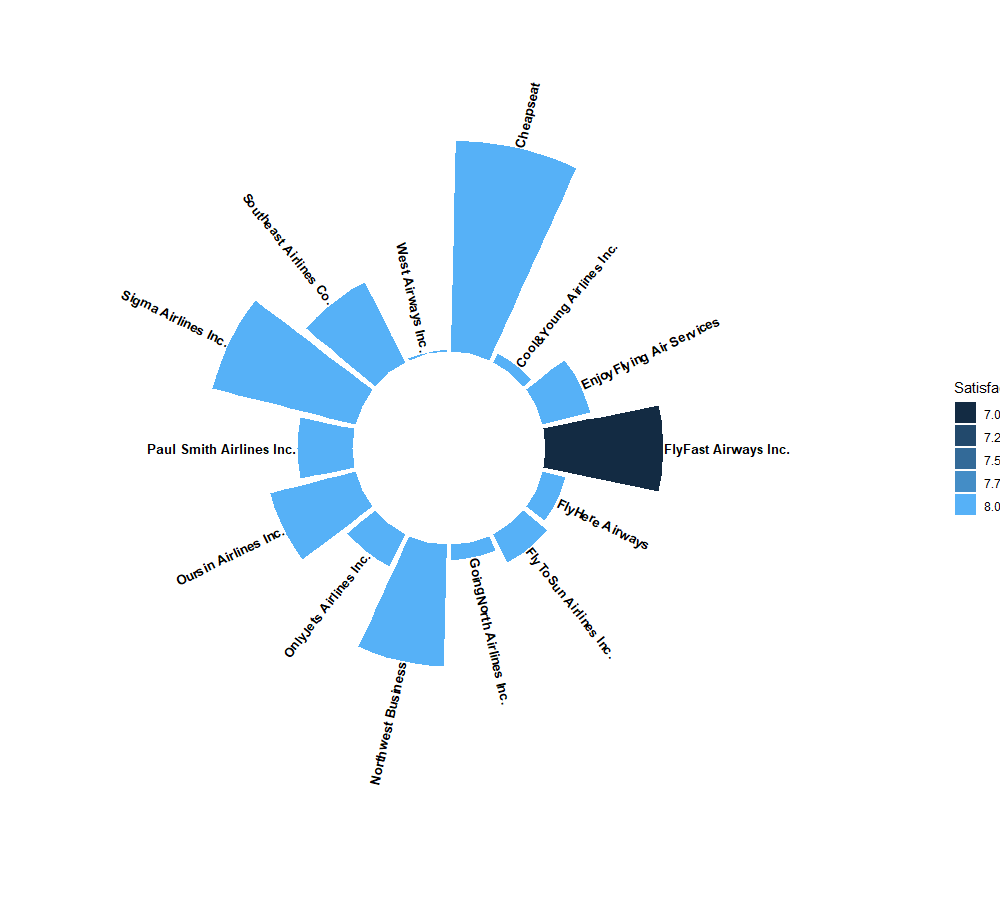 Cheapseat
Cool&Young Airlines Inc.
EnjoyFlying Air Services
FlyFast Airways Inc.
FlyHere Airways
FlyToSun Airlines Inc.
GoingNorth Airlines Inc.
Northwest Business
OnlyJets Airlines Inc.
Oursin Airlines Inc.
Paul Smith Airlines Inc.
Sigma Airlines Inc.
Southeast Airlines Co.
West Airways Inc.
Satisfa
7.0
7.2
7.5
7.7
8.0